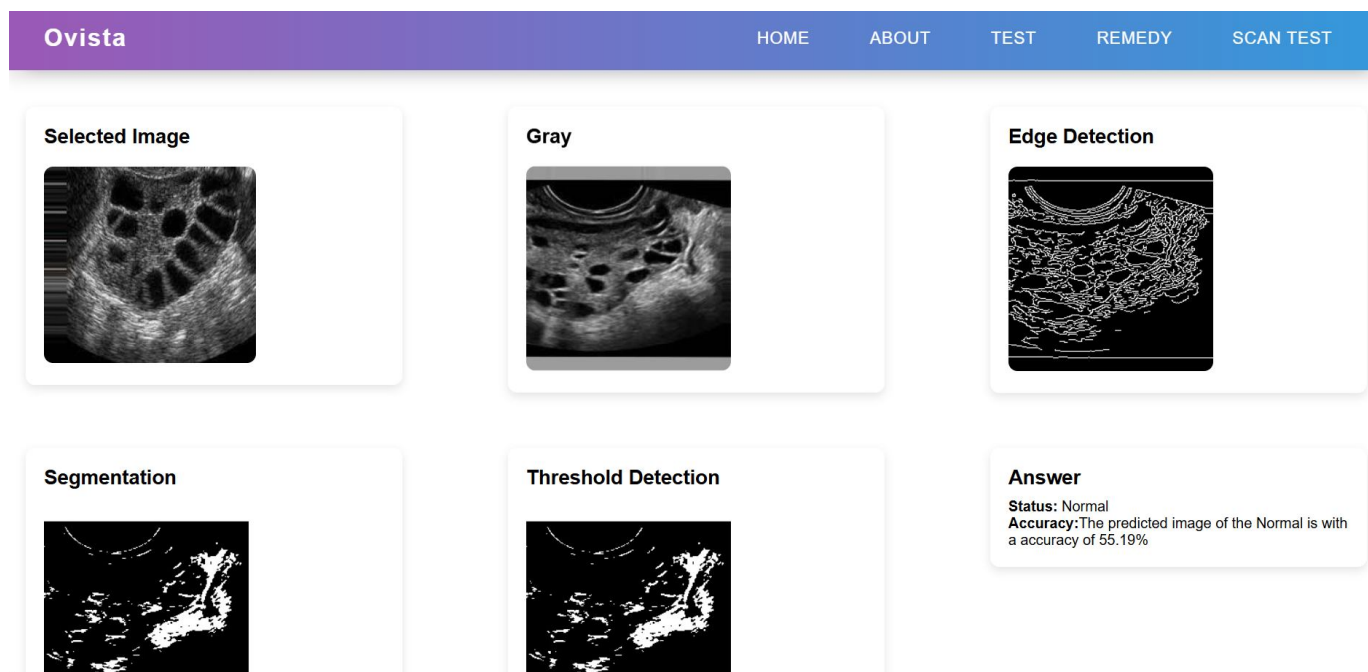 Ovista
HOME ABOUT TEST REMEDY SCAN TEST
Selected Image
Gray
Edge Detection
Segmentation
Threshold Detection
Answer
Status: Normal
Accuracy:The predicted image of the Normal is with
a accuracy of 55.19%